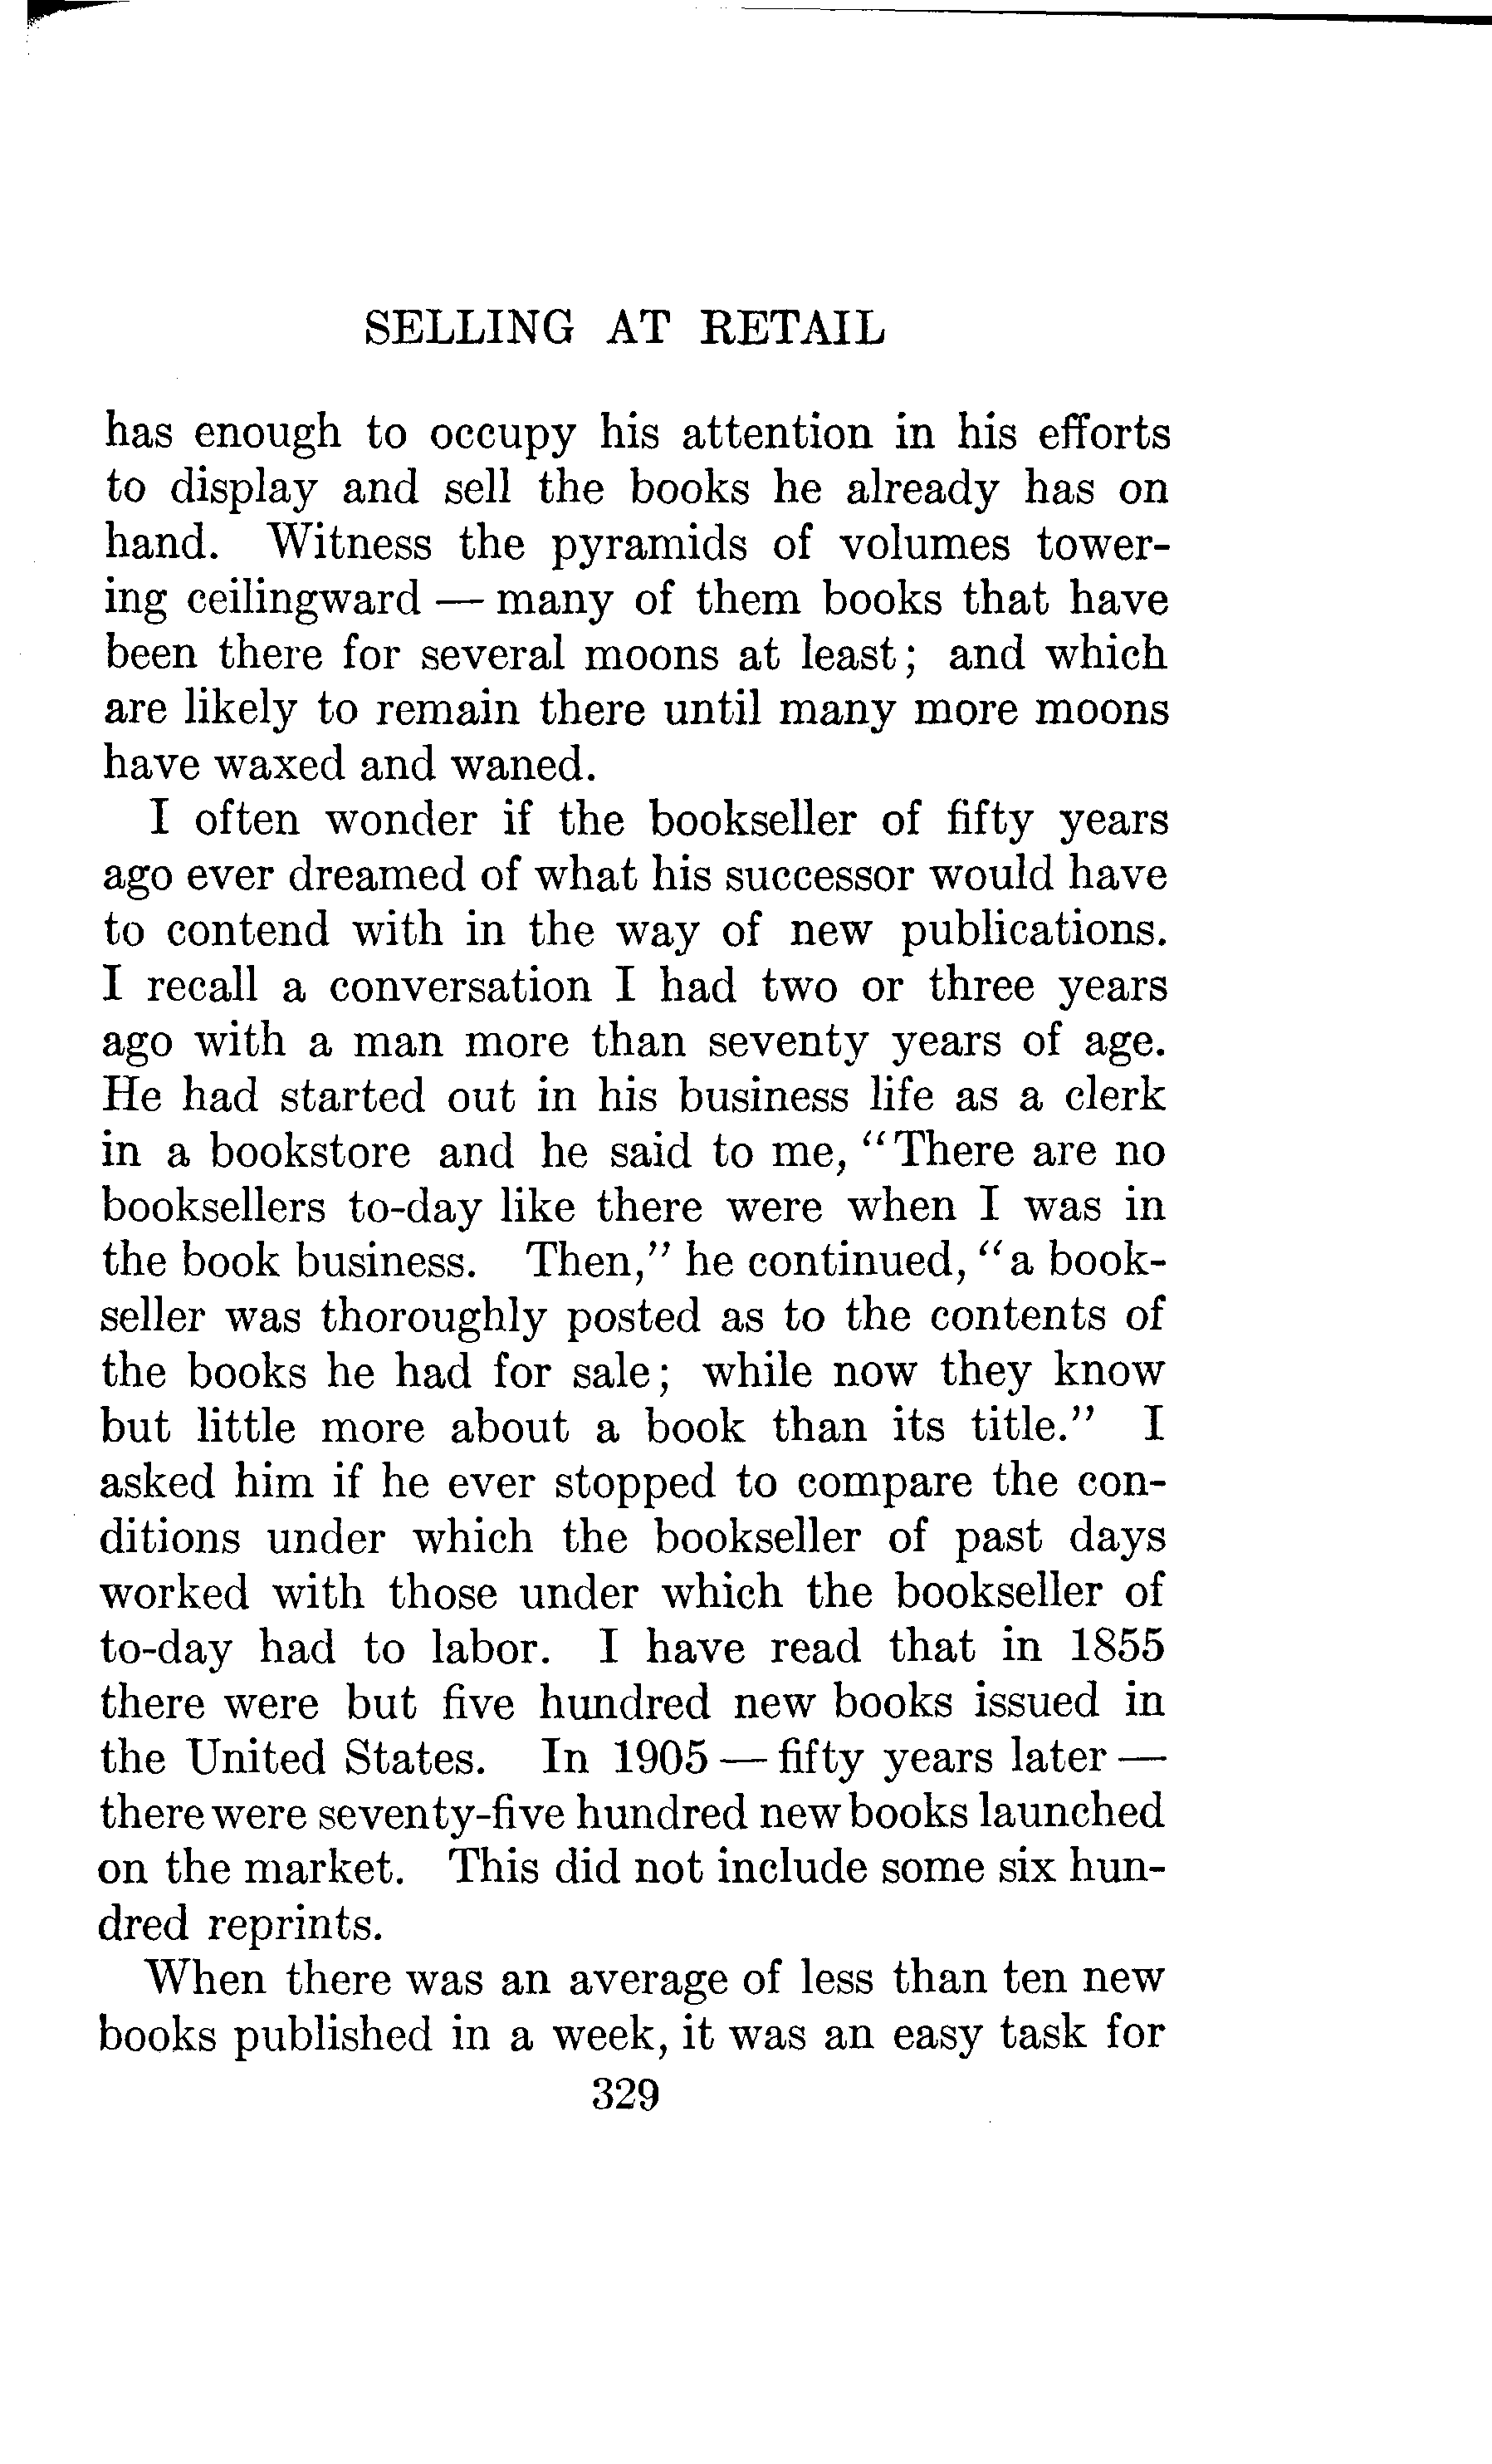 SELLING AT RETAIL
has enough to occupy his attention in his efforts
to display and sell the books he already has on
hand. Witness the pyramids of volumes tower-
ing ceilingward — many of them books that have
been there for several moons at least; and which
are likely to remain there until many more moons
have waxed and waned.
I often wonder if the bookseller of fifty years
ago ever dreamed of what his successor would have
to contend with in the way of new publications.
I recall a conversation I had two or three years
ago with a man more than seventy years of age.
He had started out in his business life as a clerk
in a bookstore and he said to me, "There are no
booksellers to-day like there were when I was in
the book business. Then," he continued, "a book-
seller was thoroughly posted as to the contents of
the books he had for sale; while now they know
but little more about a book than its title." I
asked him if he ever stopped to compare the con-
ditions under which the bookseller of past days
worked with those under which the bookseller of
to-day had to labor. I have read that in 1855
there were but five hundred new books issued in
the United States. In 1905 — fifty years later —
there were seventy-five hundred new books launched
on the market. This did not include some six hun-
dred reprints.
When there was an average of less than ten new
books published in a week, it was an easy task for
329